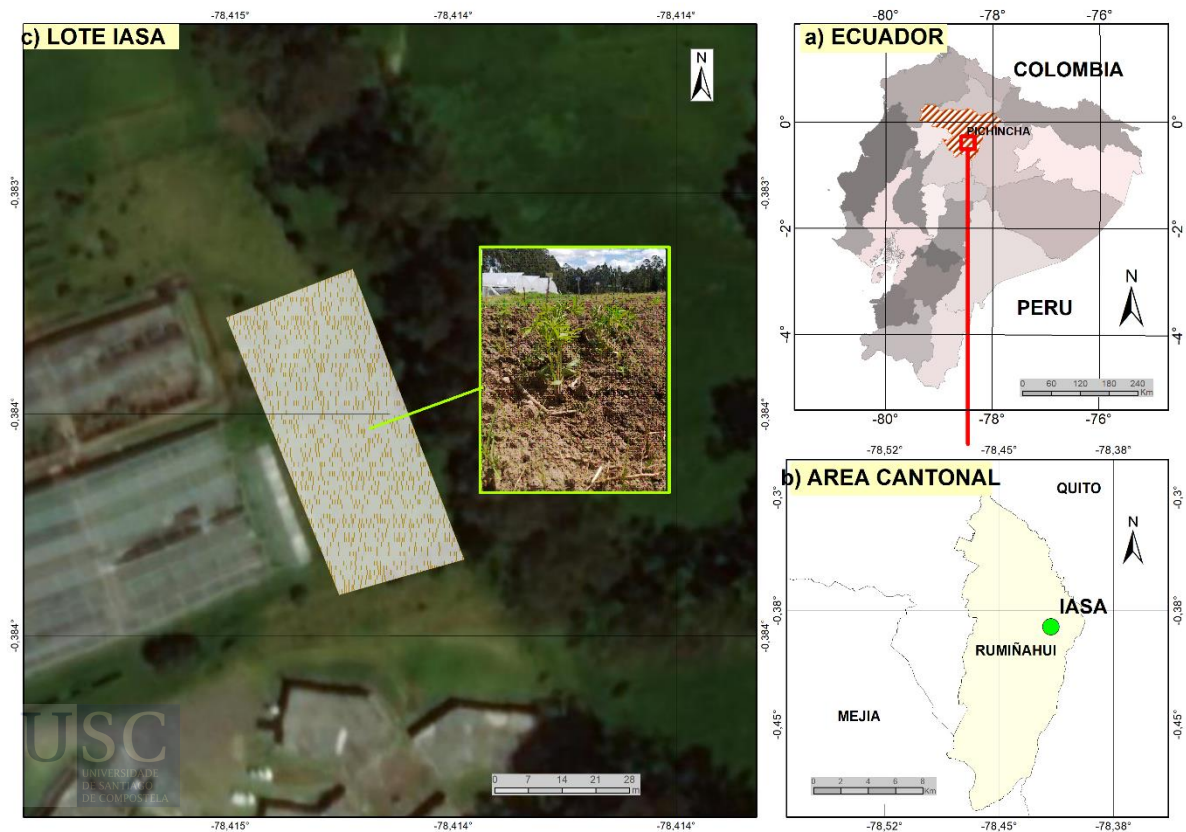 c) LOTE IASA
-78,415° -78,414° -78,414°
N
-0,383° -0,383°
-0,384° -0,384°
-0,384° -0,384°
USC
UNIVERSIDADE
DE SANTIAGO
DE COMPOSTELA
0 7 14 21 28
m
-78,415° -78,414° -78,414°
a) ECUADOR
-80° -78° -76°
COLOMBIA
0° 0°
PICHINCHA
-2° -2°
N
PERU
-4° -4°
0 60 120 180 240
Km
-80° -78° -76°
-78,52° -78,45° -78,38°
b) AREA CANTONAL
QUITO
-0,3° -0,3°
N
IASA
-0,38° -0,38°
RUMIÑAHUI
MEJIA
-0,45° -0,45°
0 2 4 6 8
Km
-78,52° -78,45° -78,38°